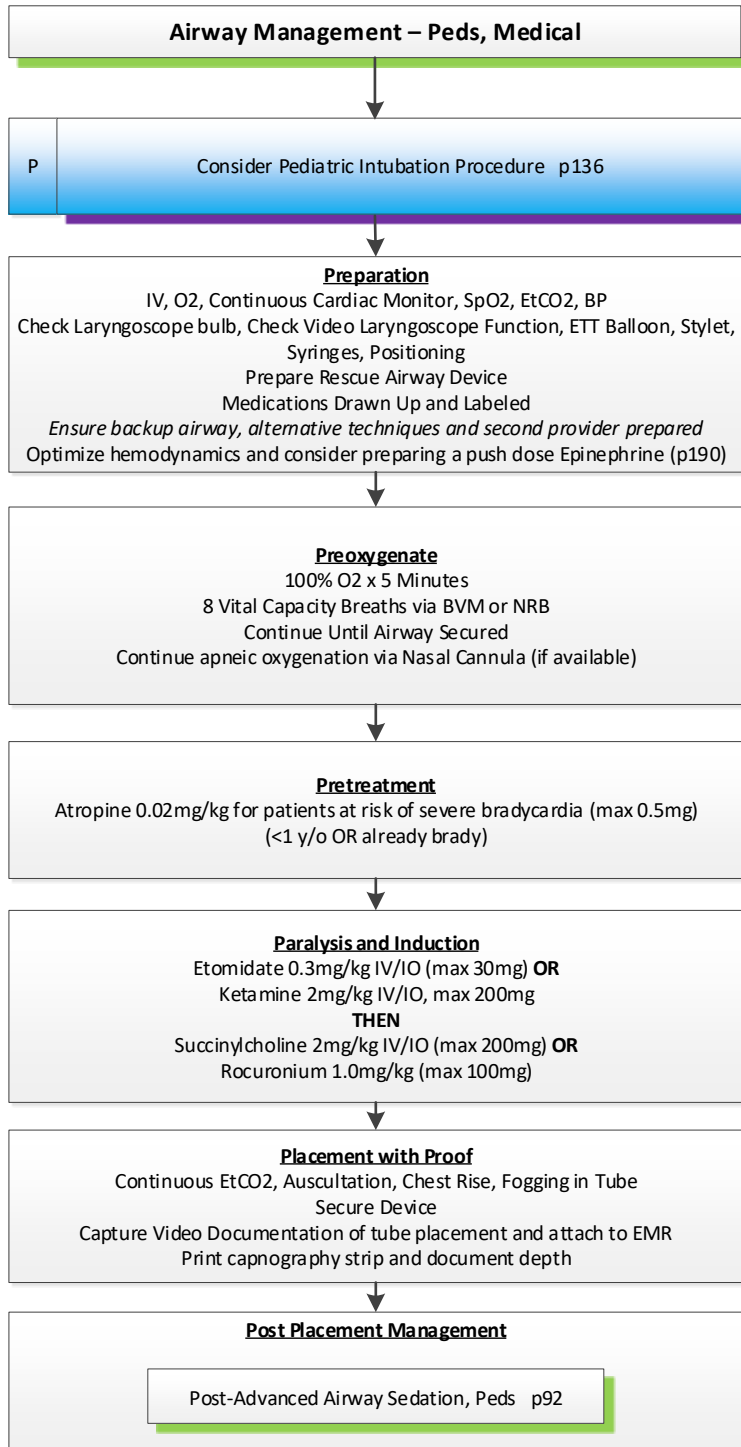 Airway Management – Peds, Medical
P
Consider Pediatric Intubation Procedure p136
Preparation
IV, O2, Continuous Cardiac Monitor, SpO2, EtCO2, BP
Check Laryngoscope bulb, Check Video Laryngoscope Function, ETT Balloon, Stylet,
Syringes, Positioning
Prepare Rescue Airway Device
Medications Drawn Up and Labeled
Ensure backup airway, alternative techniques and second provider prepared
Optimize hemodynamics and consider preparing a push dose Epinephrine (p190)
Preoxygenate
100% O2 x 5 Minutes
8 Vital Capacity Breaths via BVM or NRB
Continue Until Airway Secured
Continue apneic oxygenation via Nasal Cannula (if available)
Pretreatment
Atropine 0.02mg/kg for patients at risk of severe bradycardia (max 0.5mg)
(<1 y/o OR already brady)
Paralysis and Induction
Etomidate 0.3mg/kg IV/IO (max 30mg) OR
Ketamine 2mg/kg IV/IO, max 200mg
THEN
Succinylcholine 2mg/kg IV/IO (max 200mg) OR
Rocuronium 1.0mg/kg (max 100mg)
Placement with Proof
Continuous EtCO2, Auscultation, Chest Rise, Fogging in Tube
Secure Device
Capture Video Documentation of tube placement and attach to EMR
Print capnography strip and document depth
Post Placement Management
Post-Advanced Airway Sedation, Peds p92